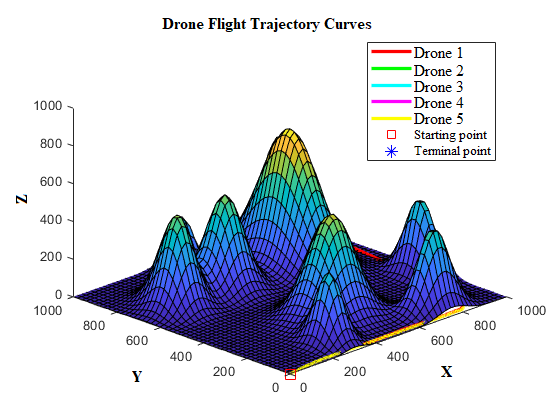 Drone Flight Trajectory Curves
Drone 1
Drone 2
Drone 3
Drone 4
Drone 5
Starting point
Terminal point
1000
800
600
400
200
0
Z
1000
800
600
400
200
0
Y
0
200
400
600
800
1000
X